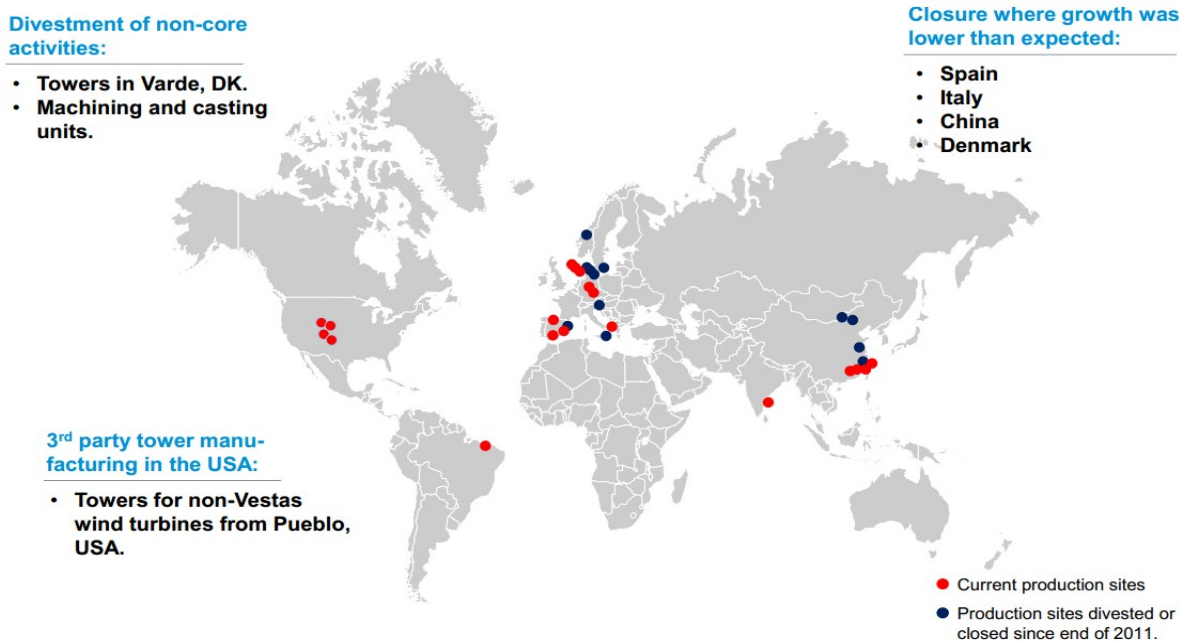 Divestment of non-core
activities:
• Towers in Varde, DK.
• Machining and casting
units.
Closure where growth was
lower than expected:
• Spain
• Italy
• China
• Denmark
3rd party tower manu-
facturing in the USA:
• Towers for non-Vestas
wind turbines from Pueblo,
USA.
Current production sites
Production sites divested or
closed since end of 2011.